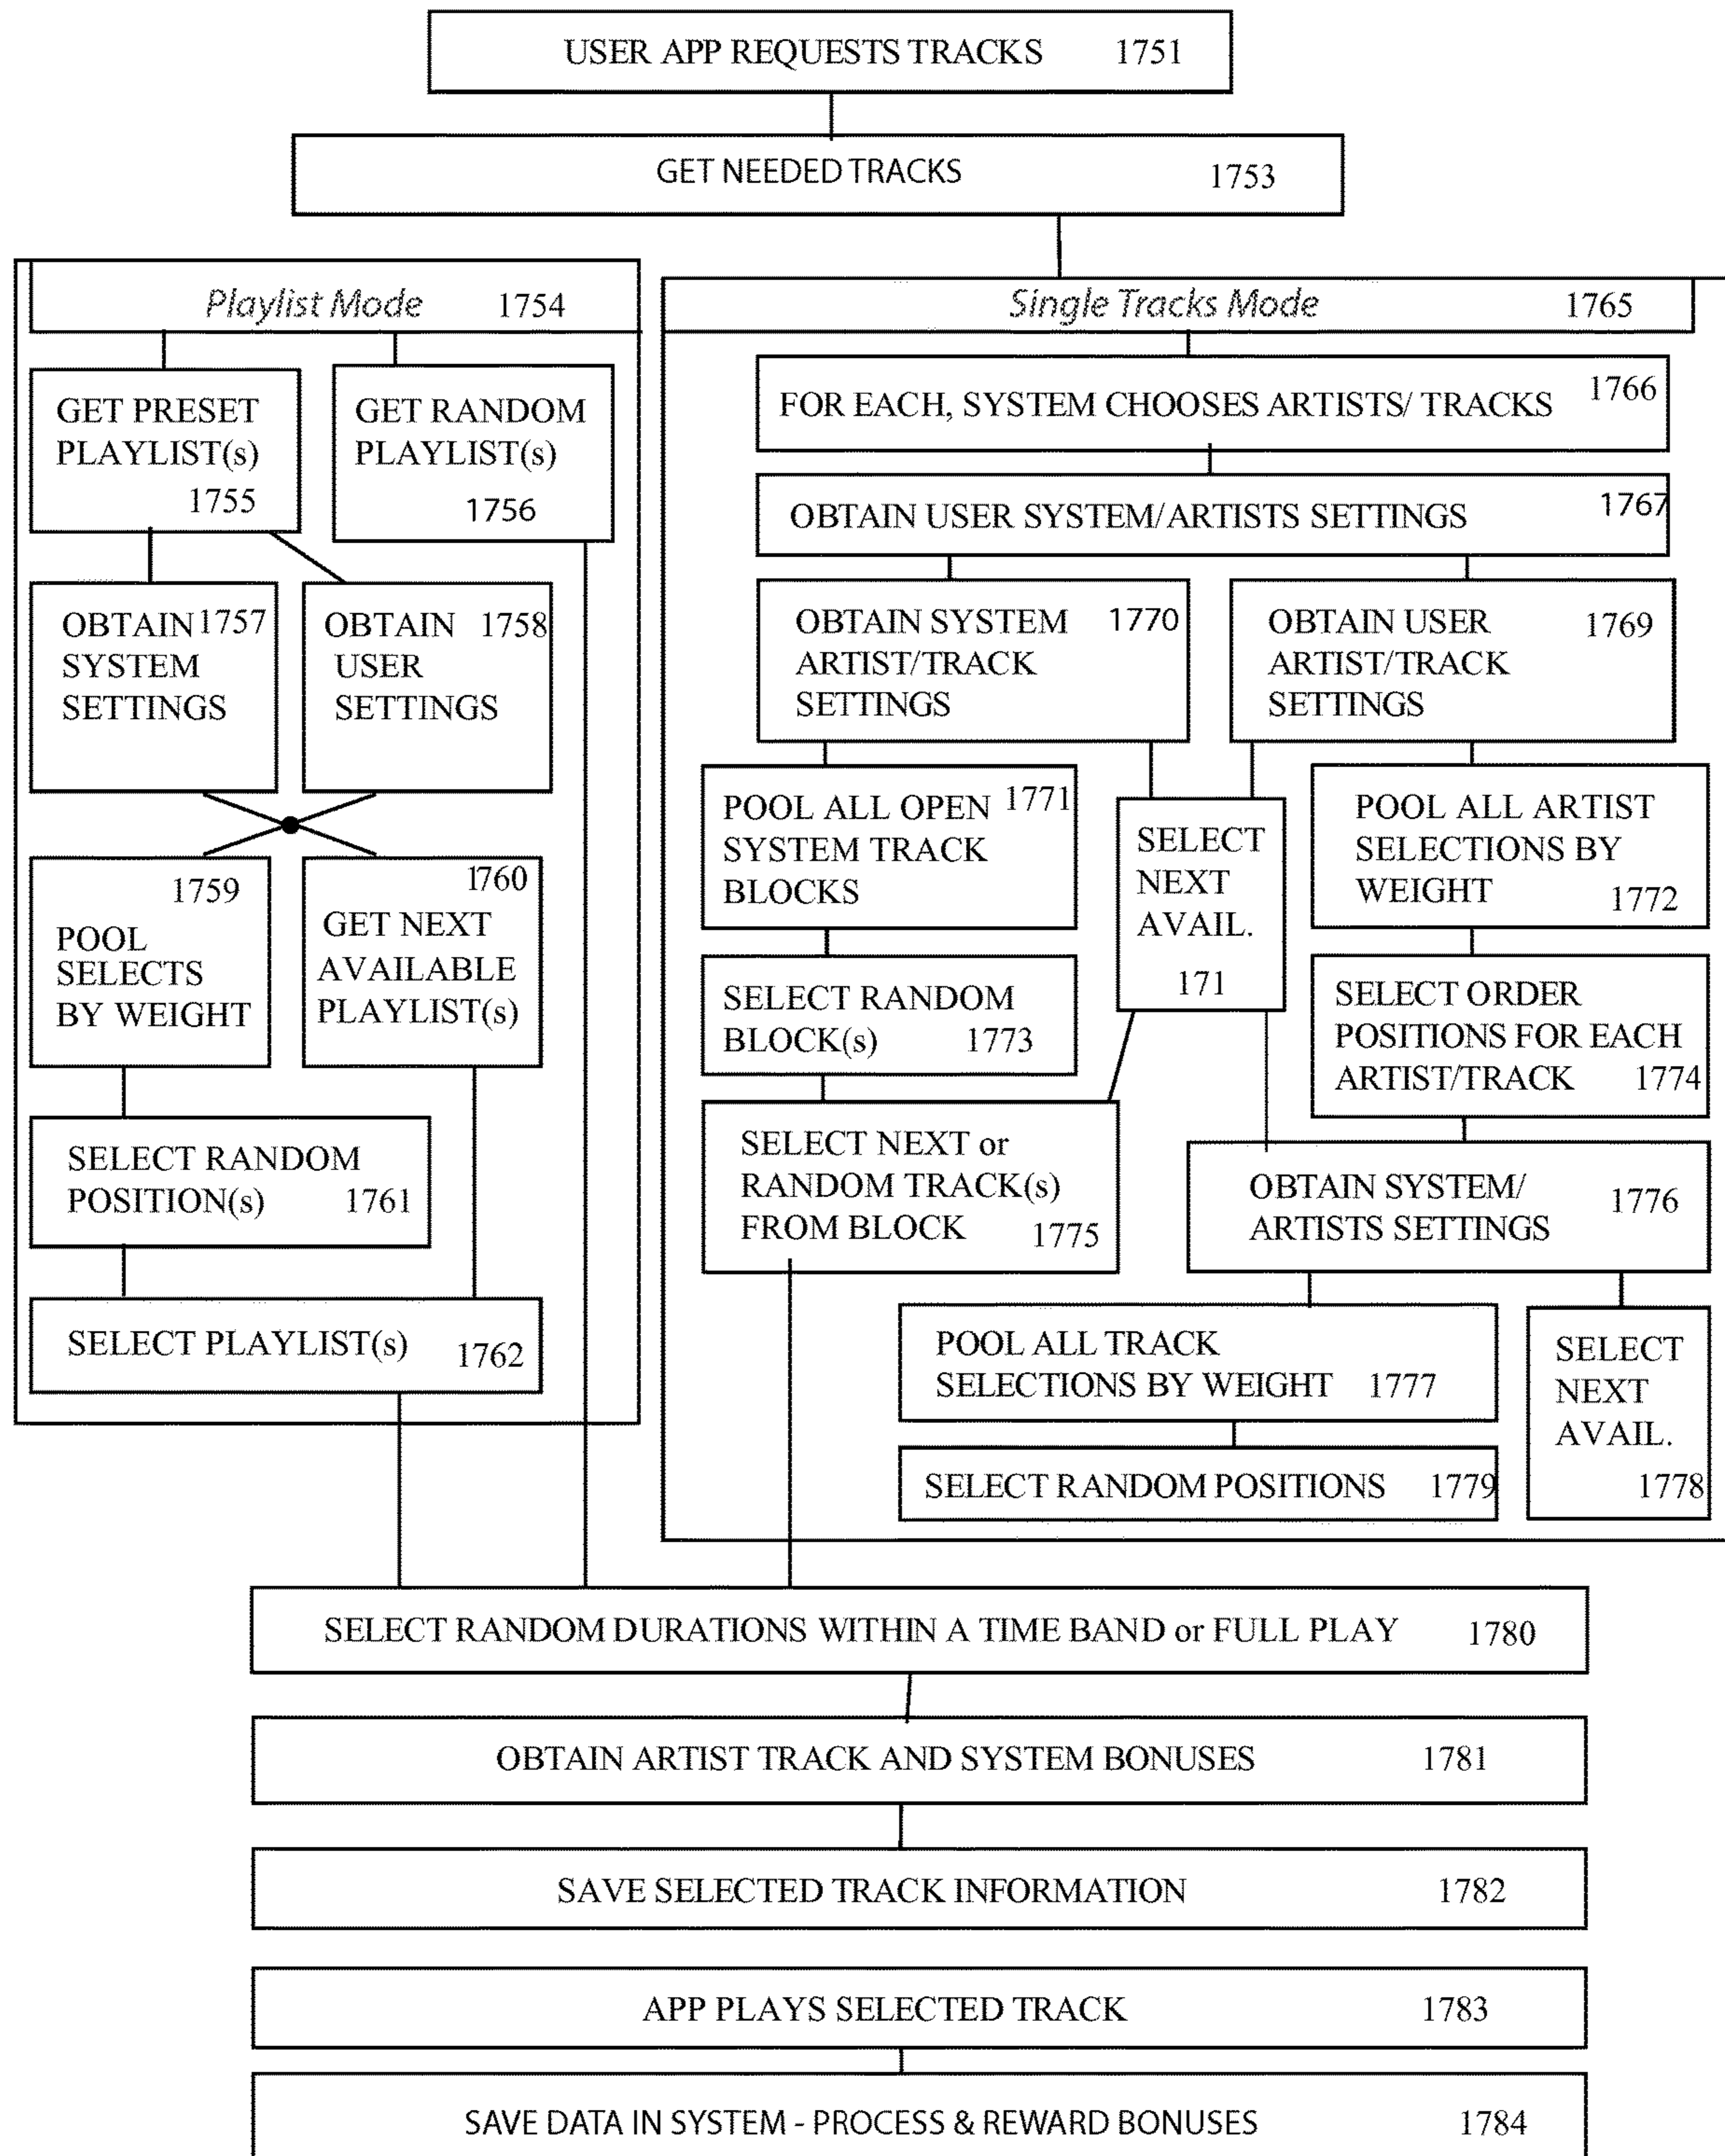 USER APP REQUESTS TRACKS 1751
GET NEEDED TRACKS 1753
Playlist Mode 1754
GET PRESET
PLAYLIST(s)
1755
GET RANDOM
PLAYLIST(s)
1756
OBTAIN 1757
SYSTEM
SETTINGS
OBTAIN 1758
USER
SETTINGS
1759
POOL
SELECTS
BY WEIGHT
1760
GET NEXT
AVAILABLE
PLAYLIST(s)
SELECT RANDOM
POSITION(s) 1761
SELECT PLAYLIST(s) 1762
Single Tracks Mode 1765
FOR EACH, SYSTEM CHOOSES ARTISTS/ TRACKS 1766
OBTAIN USER SYSTEM/ARTISTS SETTINGS 1767
OBTAIN SYSTEM 1770
ARTIST/TRACK
SETTINGS
OBTAIN USER 1769
ARTIST/TRACK
SETTINGS
POOL ALL OPEN 1771
SYSTEM TRACK
BLOCKS
SELECT
NEXT
AVAIL.
171
POOL ALL ARTIST
SELECTIONS BY
WEIGHT 1772
SELECT RANDOM
BLOCK(s) 1773
SELECT ORDER
POSITIONS FOR EACH
ARTIST/TRACK 1774
SELECT NEXT or
RANDOM TRACK(s)
FROM BLOCK 1775
OBTAIN SYSTEM/
ARTISTS SETTINGS 1776
POOL ALL TRACK
SELECTIONS BY WEIGHT 1777
SELECT
NEXT
AVAIL.
1778
SELECT RANDOM POSITIONS 1779
SELECT RANDOM DURATIONS WITHIN A TIME BAND or FULL PLAY 1780
OBTAIN ARTIST TRACK AND SYSTEM BONUSES 1781
SAVE SELECTED TRACK INFORMATION 1782
APP PLAYS SELECTED TRACK 1783
SAVE DATA IN SYSTEM - PROCESS & REWARD BONUSES 1784